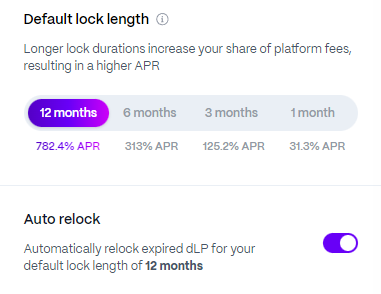 Default lock length
Longer lock durations increase your share of platform fees,
resulting in a higher APR
12 months 6 months 3 months 1 month
782.4% APR 313% APR 125.2% APR 31.3% APR
Auto relock
Automatically relock expired dLP for your
default lock length of 12 months